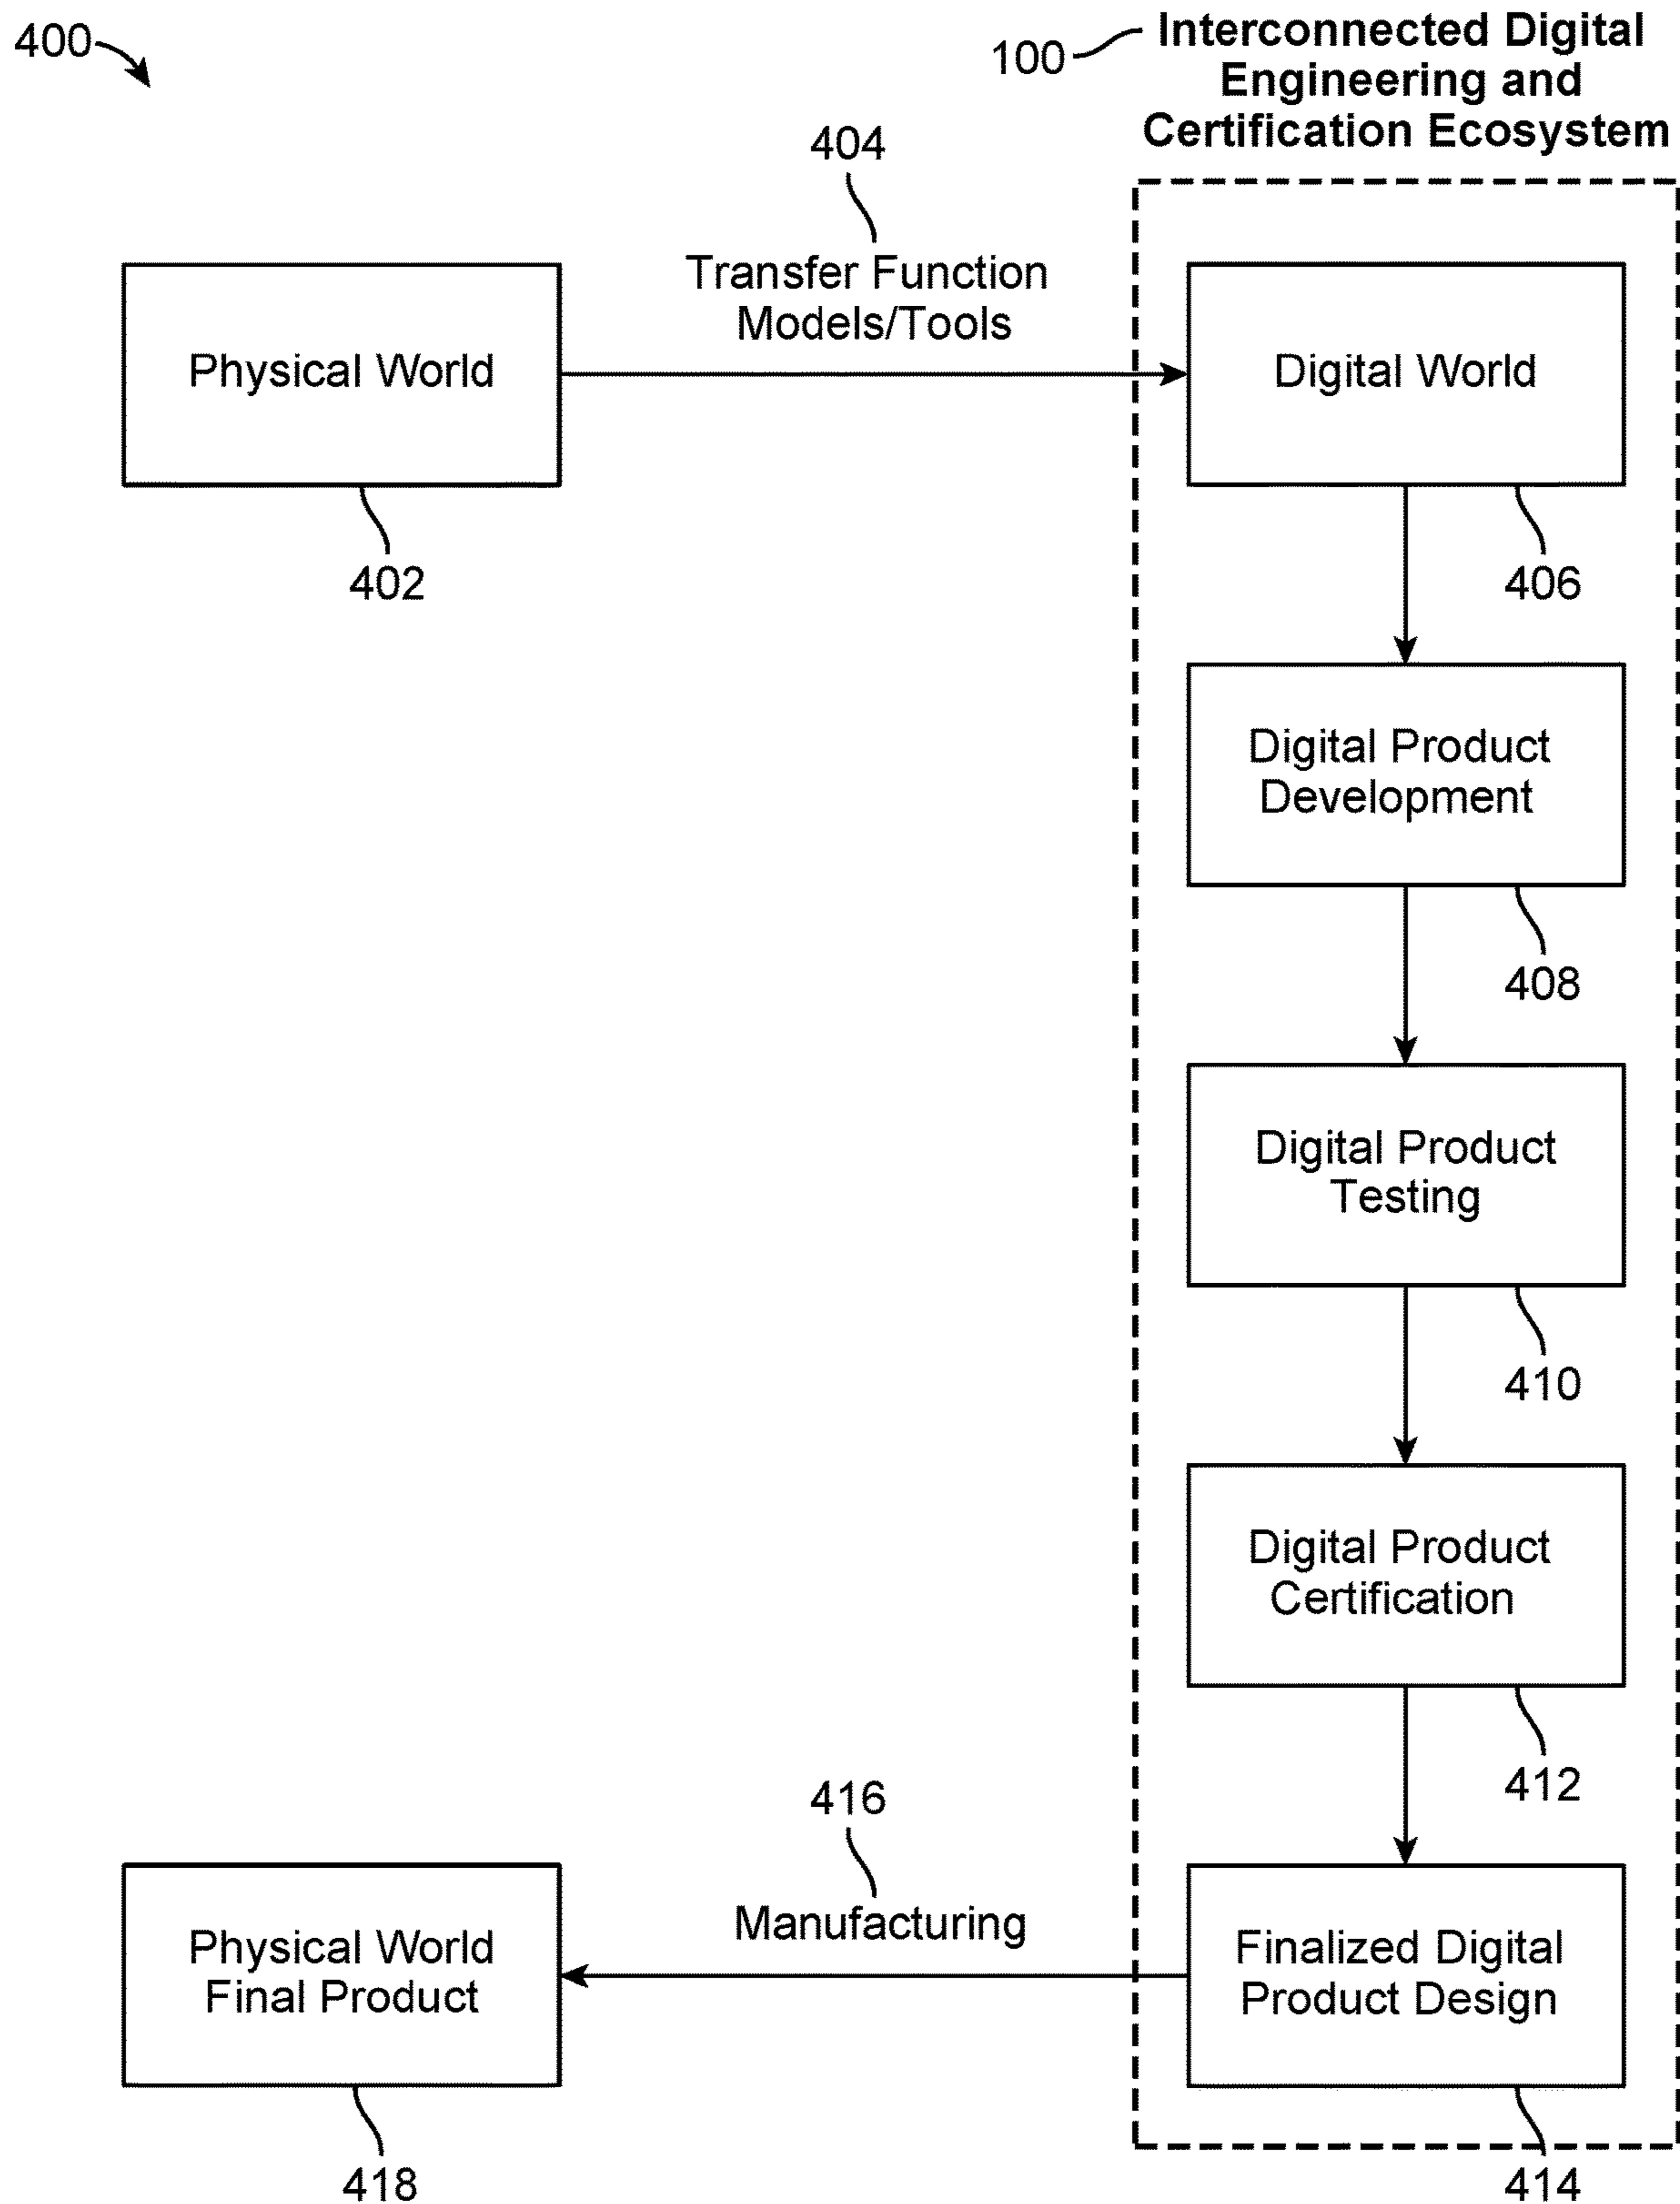 400
100
Interconnected Digital
Engineering and
Certification Ecosystem
404
Transfer Function
Models/Tools
Physical World
Digital World
402
406
Digital Product
Development
408
Digital Product
Testing
410
Digital Product
Certification
412
416
Manufacturing
Physical World
Final Product
Finalized Digital
Product Design
418
414